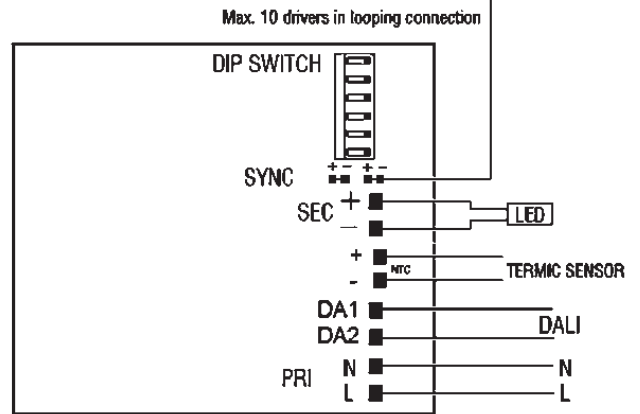 Max. 10 drivers in looping connection
DIP SWITCH
+ - + -
SYNC
SEC +
-
LED
+
NTC
TERMIC SENSOR
-
DA1
DA2
DALI
PRI
N N
L L